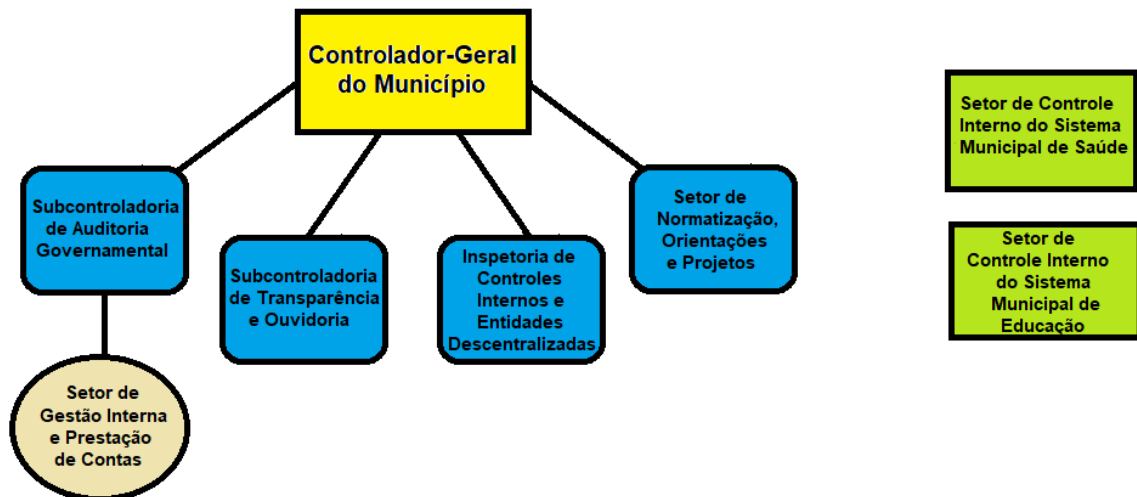 Controlador-Geral
do Município
Setor de Controle
Interno do Sistema
Municipal de Saúde
Subcontroladoria
de Auditoria
Governamental
Setor de
Normatização,
Orientações
e Projetos
Subcontroladoria
de Transparência
e Ouvidoria
Inspetoria de
Controles
Internos e
Entidades
Descentralizadas
Setor de
Controle Interno
do Sistema
Municipal de
Educação
Setor de
Gestão Interna
e Prestação
de Contas